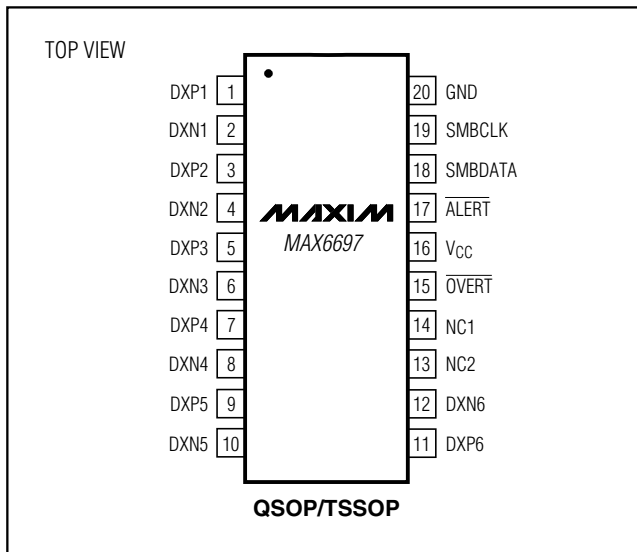 TOP VIEW
DXP1 1
DXN1 2
DXP2 3
DXN2 4
DXP3 5
DXN3 6
DXP4 7
DXN4 8
DXP5 9
DXN5 10
MAXIM
MAX6697
20 GND
19 SMBCLK
18 SMBDATA
17 ALERT
16 VCC
15 OVERT
14 NC1
13 NC2
12 DXN6
11 DXP6
QSOP/TSSOP